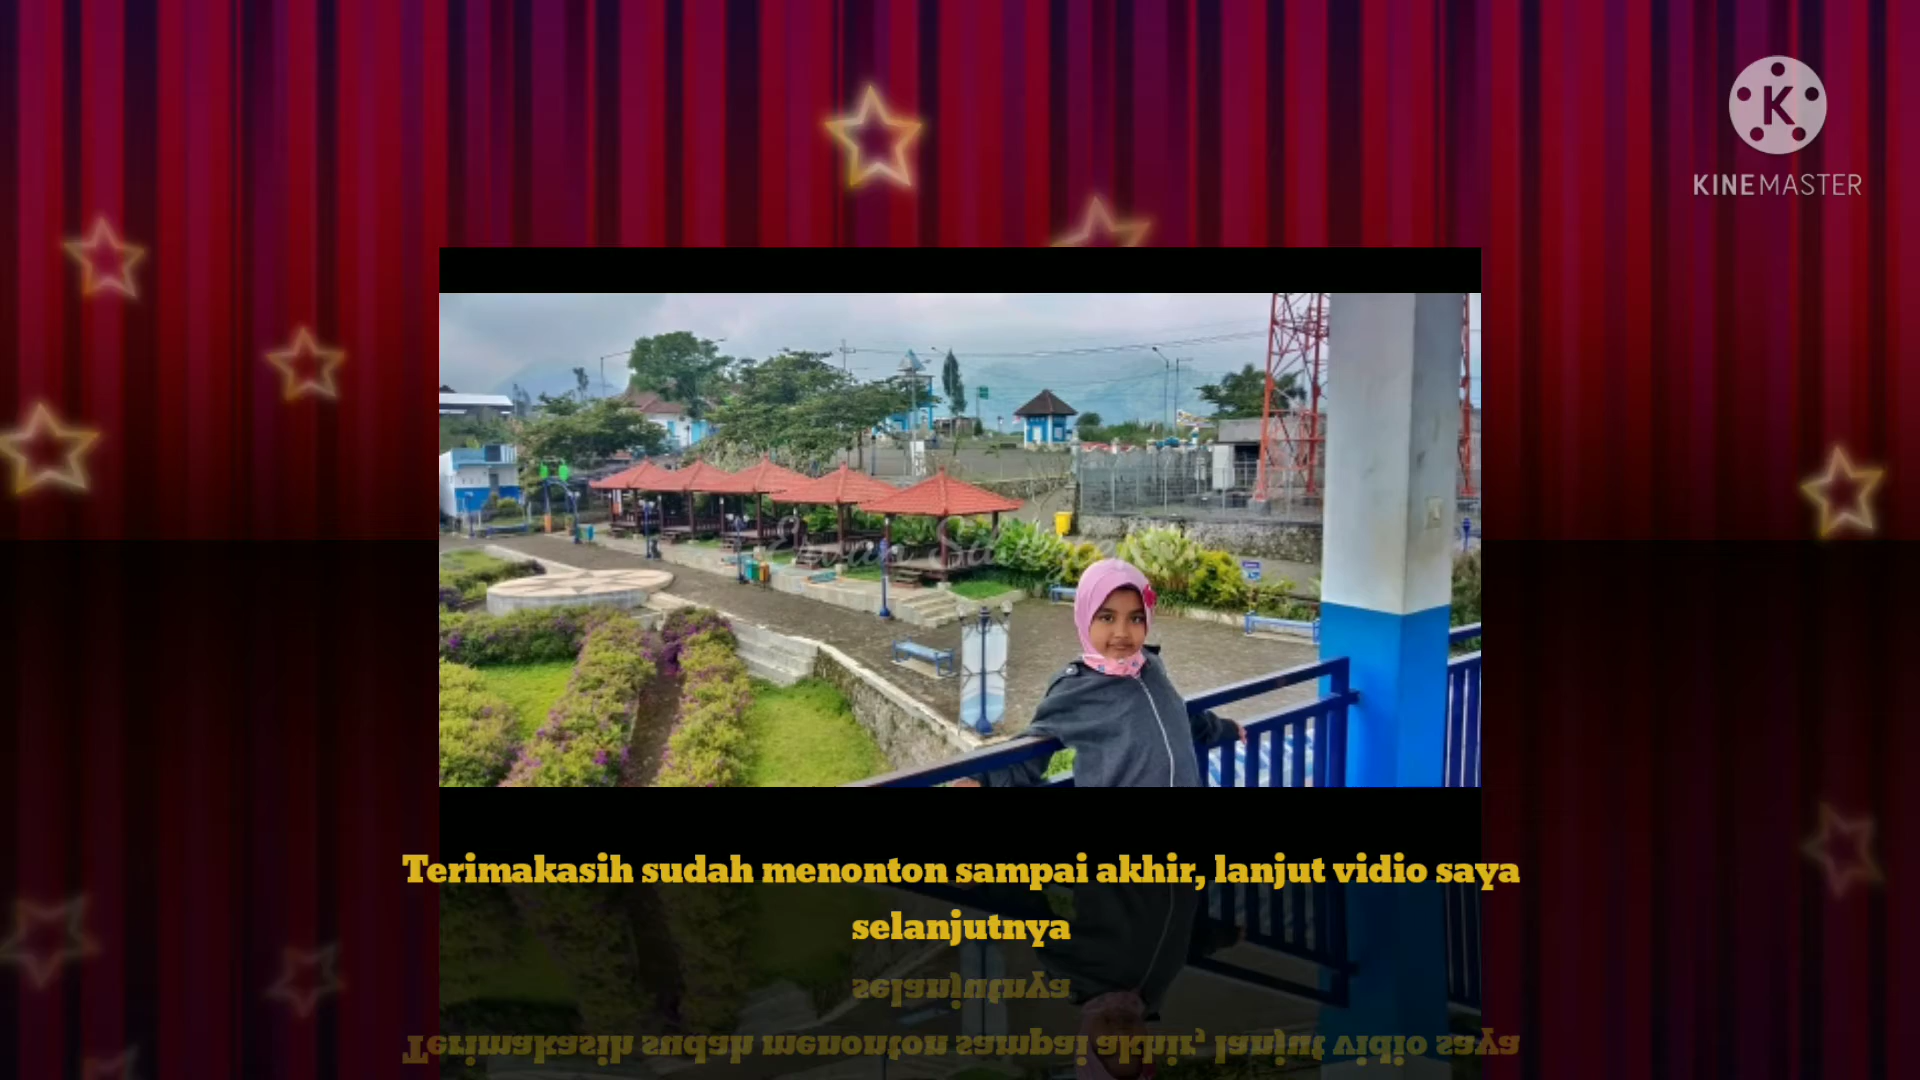 K
KINEMASTER
Terimakasih sudah menonton sampai akhir, lanjut vidio saya
selanjutnya